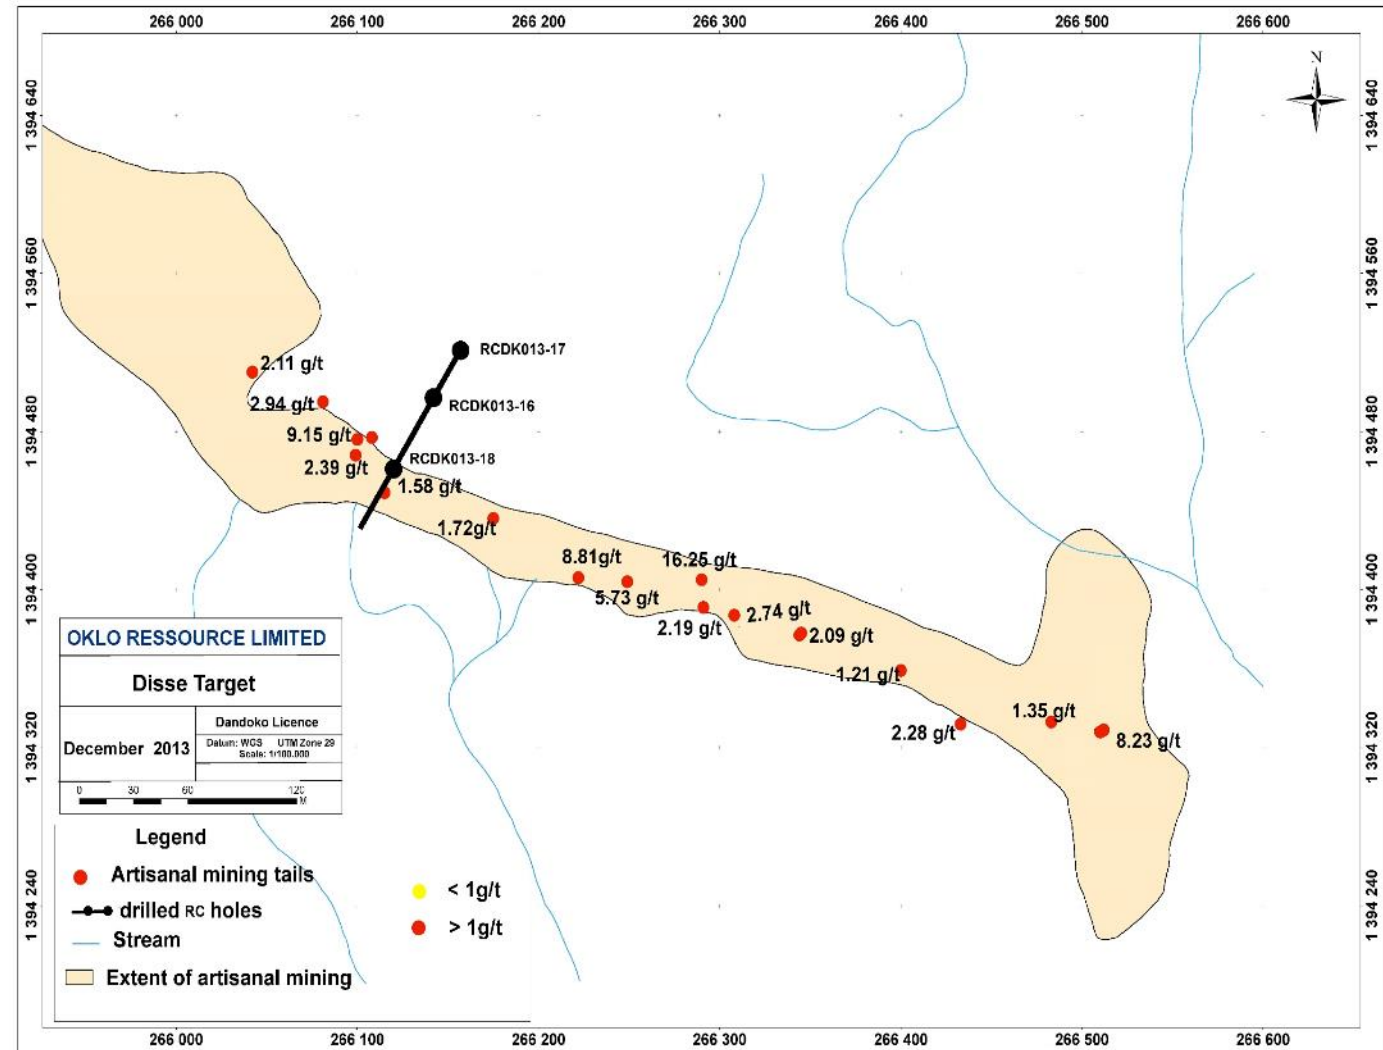 266 000 266 100 266 200 266 300 266 400 266 500 266 600
N
1 394 640
1 394 560
1 394 480
1 394 400
1 394 320
1 394 240
1 394 640
1 394 560
1 394 480
1 394 400
1 394 320
1 394 240
RCDK013-17
2.11 g/t
2.94 g/t
RCDK013-16
9.15 g/t
2.39 g/t
RCDK013-18
1.58 g/t
1.72g/t
8.81g/t
16.25 g/t
5.73 g/t
2.19 g/t
2.74 g/t
2.09 g/t
1.21 g/t
2.28 g/t
1.35 g/t
8.23 g/t
OKLO RESSOURCE LIMITED
Disse Target
December 2013
Dandoko Licence
Datum: WGS UTM Zone 29
Scale: 1/100.000
0 30 60 120
M
Legend
Artisanal mining tails
drilled RC holes
Stream
Extent of artisanal mining
< 1g/t
> 1g/t
266 000 266 100 266 200 266 300 266 400 266 500 266 600